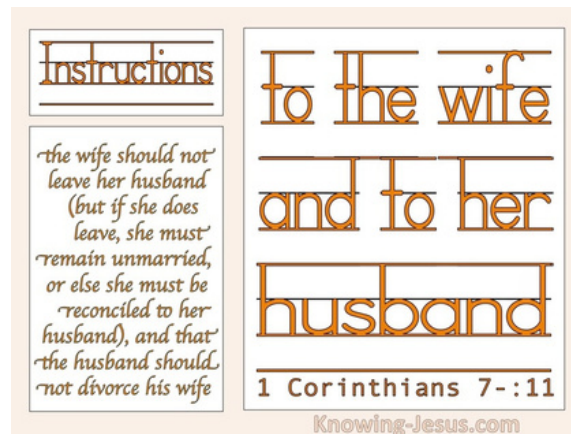 Instructions
the wife should not
leave her husband
(but if she does
leave, she must
remain unmarried,
or else she must be
reconciled to her
husband), and that
the husband should
not divorce his wife
to the wife
and to her
husband
1 Corinthians 7-:11
Knowing-Jesus.com